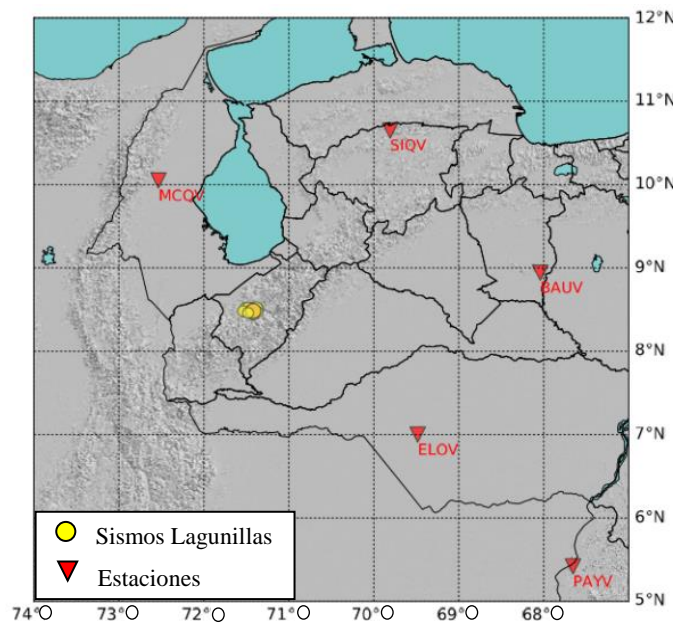 12°N
11°N
SIQV
10°N
MCQV
9°N
BAUV
8°N
7°N
ELOV
6°N
Sismos Lagunillas
Estaciones
PAYV
5°N
74° 73° 72° 71° 70° 69° 68°